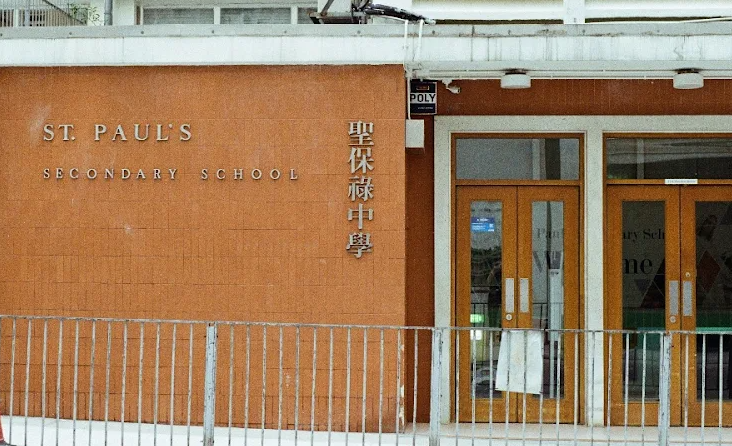 ST. PAUL'S
SECONDARY SCHOOL
聖保祿中學
POLY